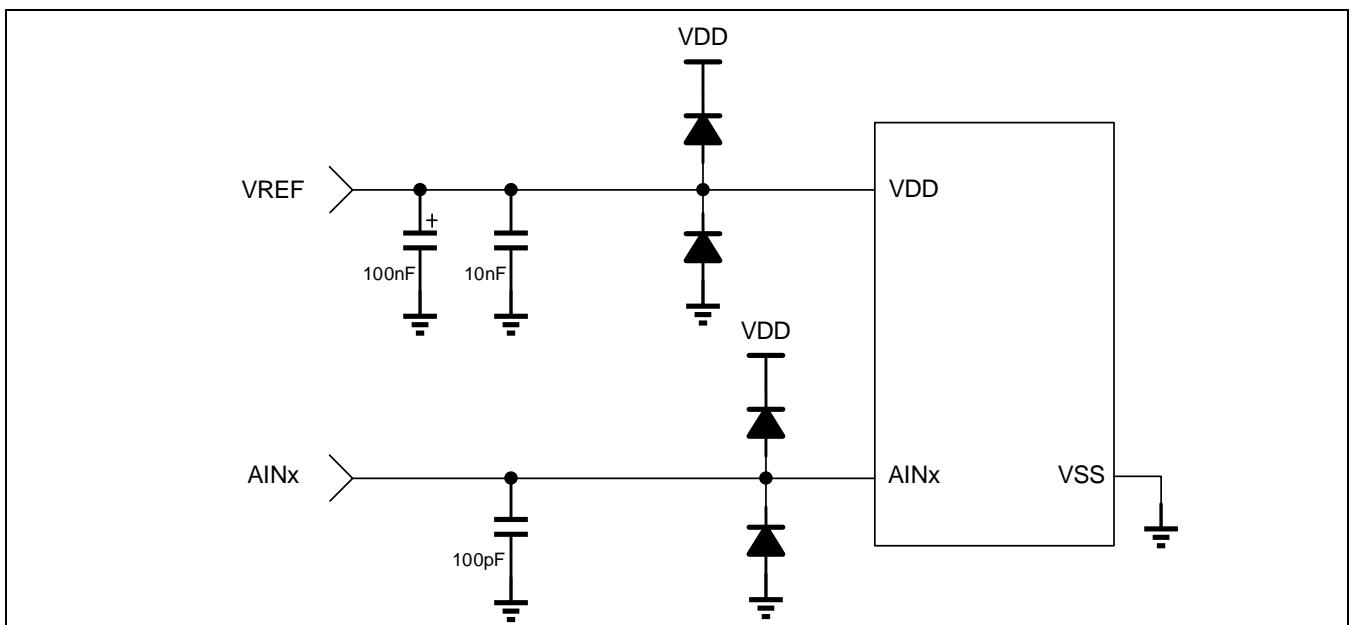 VDD
VREF
VDD
+
100nF
10nF
VDD
AINx
AINx
VSS
100pF